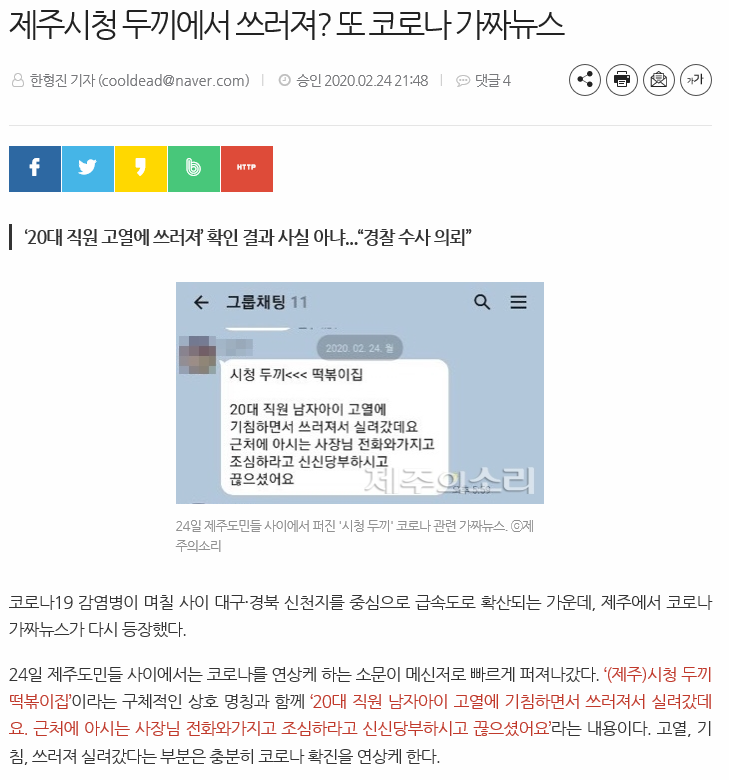 제주시청 두끼에서 쓰러져? 또 코로나 가짜뉴스
한형진 기자 (cooldead@naver.com)
승인 2020.02.24 21:48
댓글 4
가가
HTTP
‘20대 직원 고열에 쓰러져’ 확인 결과 사실 아냐...“경찰 수사 의뢰”
그룹채팅 11
2020. 02. 24. 월
시청 두끼<<< 떡볶이집
20대 직원 남자아이 고열에
기침하면서 쓰러져서 실려갔데요
근처에 아시는 사장님 전화와가지고
조심하라고 신신당부하시고
끊으셨어요
제주의소리
24일 제주도민들 사이에서 퍼진 '시청 두끼' 코로나 관련 가짜뉴스. ⓒ제
주의소리
코로나19 감염병이 며칠 사이 대구·경북 신천지를 중심으로 급속도로 확산되는 가운데, 제주에서 코로나
가짜뉴스가 다시 등장했다.
24일 제주도민들 사이에서는 코로나를 연상케 하는 소문이 메신저로 빠르게 퍼져나갔다. ‘(제주)시청 두끼
떡볶이집’이라는 구체적인 상호 명칭과 함께 ‘20대 직원 남자아이 고열에 기침하면서 쓰러져서 실려갔데
요. 근처에 아시는 사장님 전화와가지고 조심하라고 신신당부하시고 끊으셨어요’라는 내용이다. 고열, 기
침, 쓰러져 실려갔다는 부분은 충분히 코로나 확진을 연상케 한다.